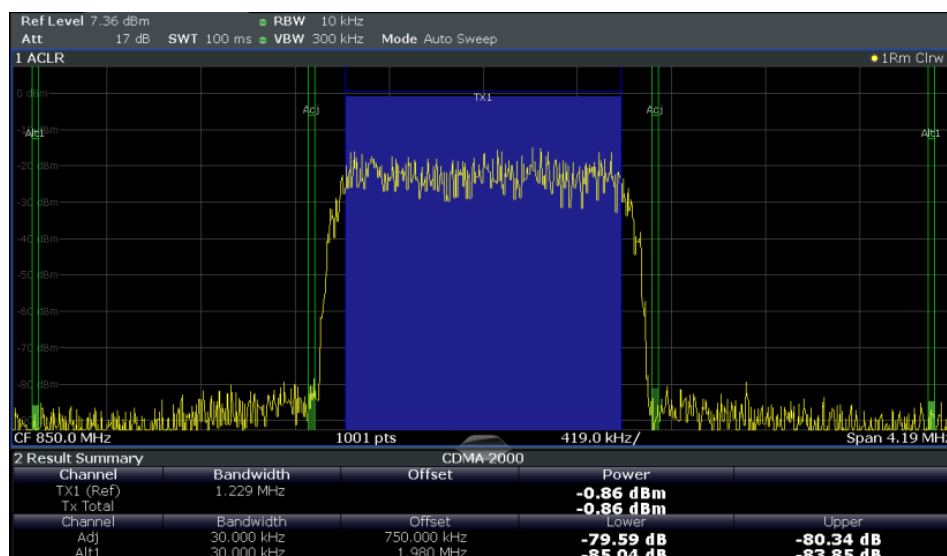 Ref Level 7.36 dBm RBW 10 kHz
Att 17 dB SWT 100 ms VBW 300 kHz Mode Auto Sweep
1 ACLR 1Rm Clrw
0 dBm
TX1
Adj Adj
Alt1 -10 dBm Alt1
-20 dBm
-30 dBm
-40 dBm
-50 dBm
-60 dBm
-70 dBm
-80 dBm
CF 850.0 MHz 1001 pts 419.0 kHz/ Span 4.19 MHz
2 Result Summary CDMA 2000
Channel Bandwidth Offset Power
TX1 (Ref) 1.229 MHz -0.86 dBm
Tx Total -0.86 dBm
Channel Bandwidth Offset Lower Upper
Adj 30.000 kHz 750.000 kHz -79.59 dB -80.34 dB
Alt1 30.000 kHz 1.980 MHz -85.04 dB -83.85 dB